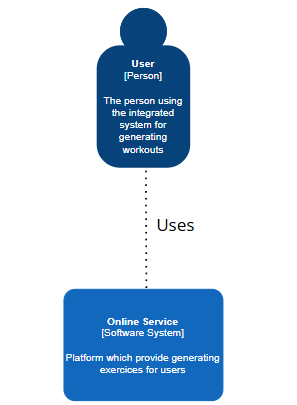 User
[Person]
The person using
the integrated
system for
generating
workouts
Uses
Online Service
[Software System]
Platform which provide generating
exercices for users